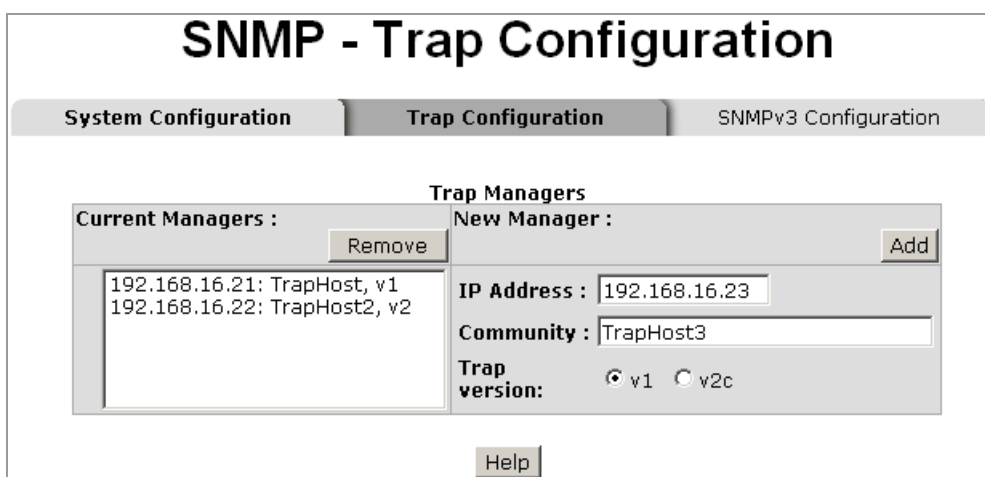 SNMP - Trap Configuration
System Configuration Trap Configuration SNMPv3 Configuration
Trap Managers
Current Managers :
Remove
192.168.16.21: TrapHost, v1
192.168.16.22: TrapHost2, v2
New Manager :
Add
IP Address : 192.168.16.23
Community : TrapHost3
Trap
version: v1 v2c
Help